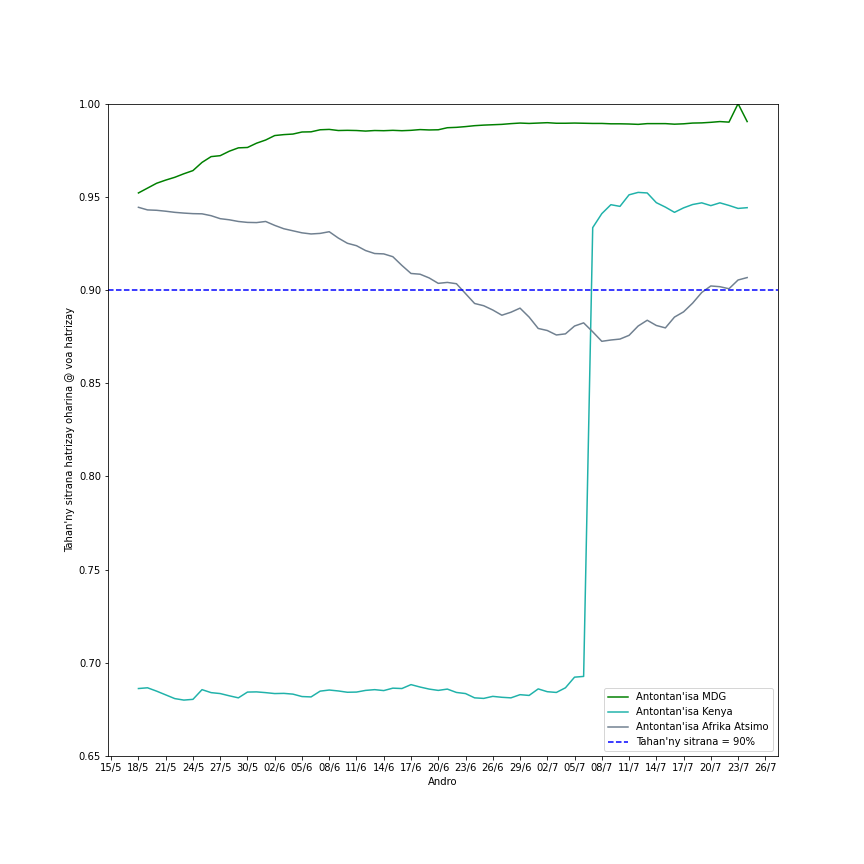 1.00
0.95
0.90
0.85
0.80
0.75
0.70
0.65
Tahan'ny sitrana hatrizay oharina @ voa hatrizay
15/5 18/5 21/5 24/5 27/5 30/5 02/6 05/6 08/6 11/6 14/6 17/6 20/6 23/6 26/6 29/6 02/7 05/7 08/7 11/7 14/7 17/7 20/7 23/7 26/7
Andro
Antontan'isa MDG
Antontan'isa Kenya
Antontan'isa Afrika Atsimo
Tahan'ny sitrana = 90%